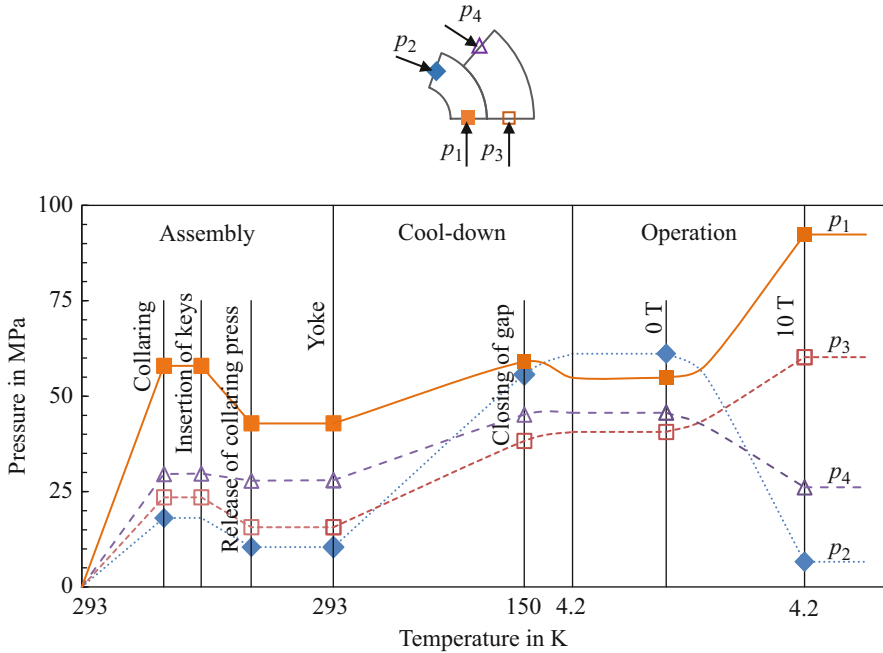 p4
p2
p1 p3
100
75
50
25
0
Pressure in MPa
Assembly Cool-down Operation
Collaring
Insertion of keys
Release of collaring press
Yoke
Closing of gap
0 T
10 T
p1
p3
p4
p2
293 293 150 4.2 4.2
Temperature in K